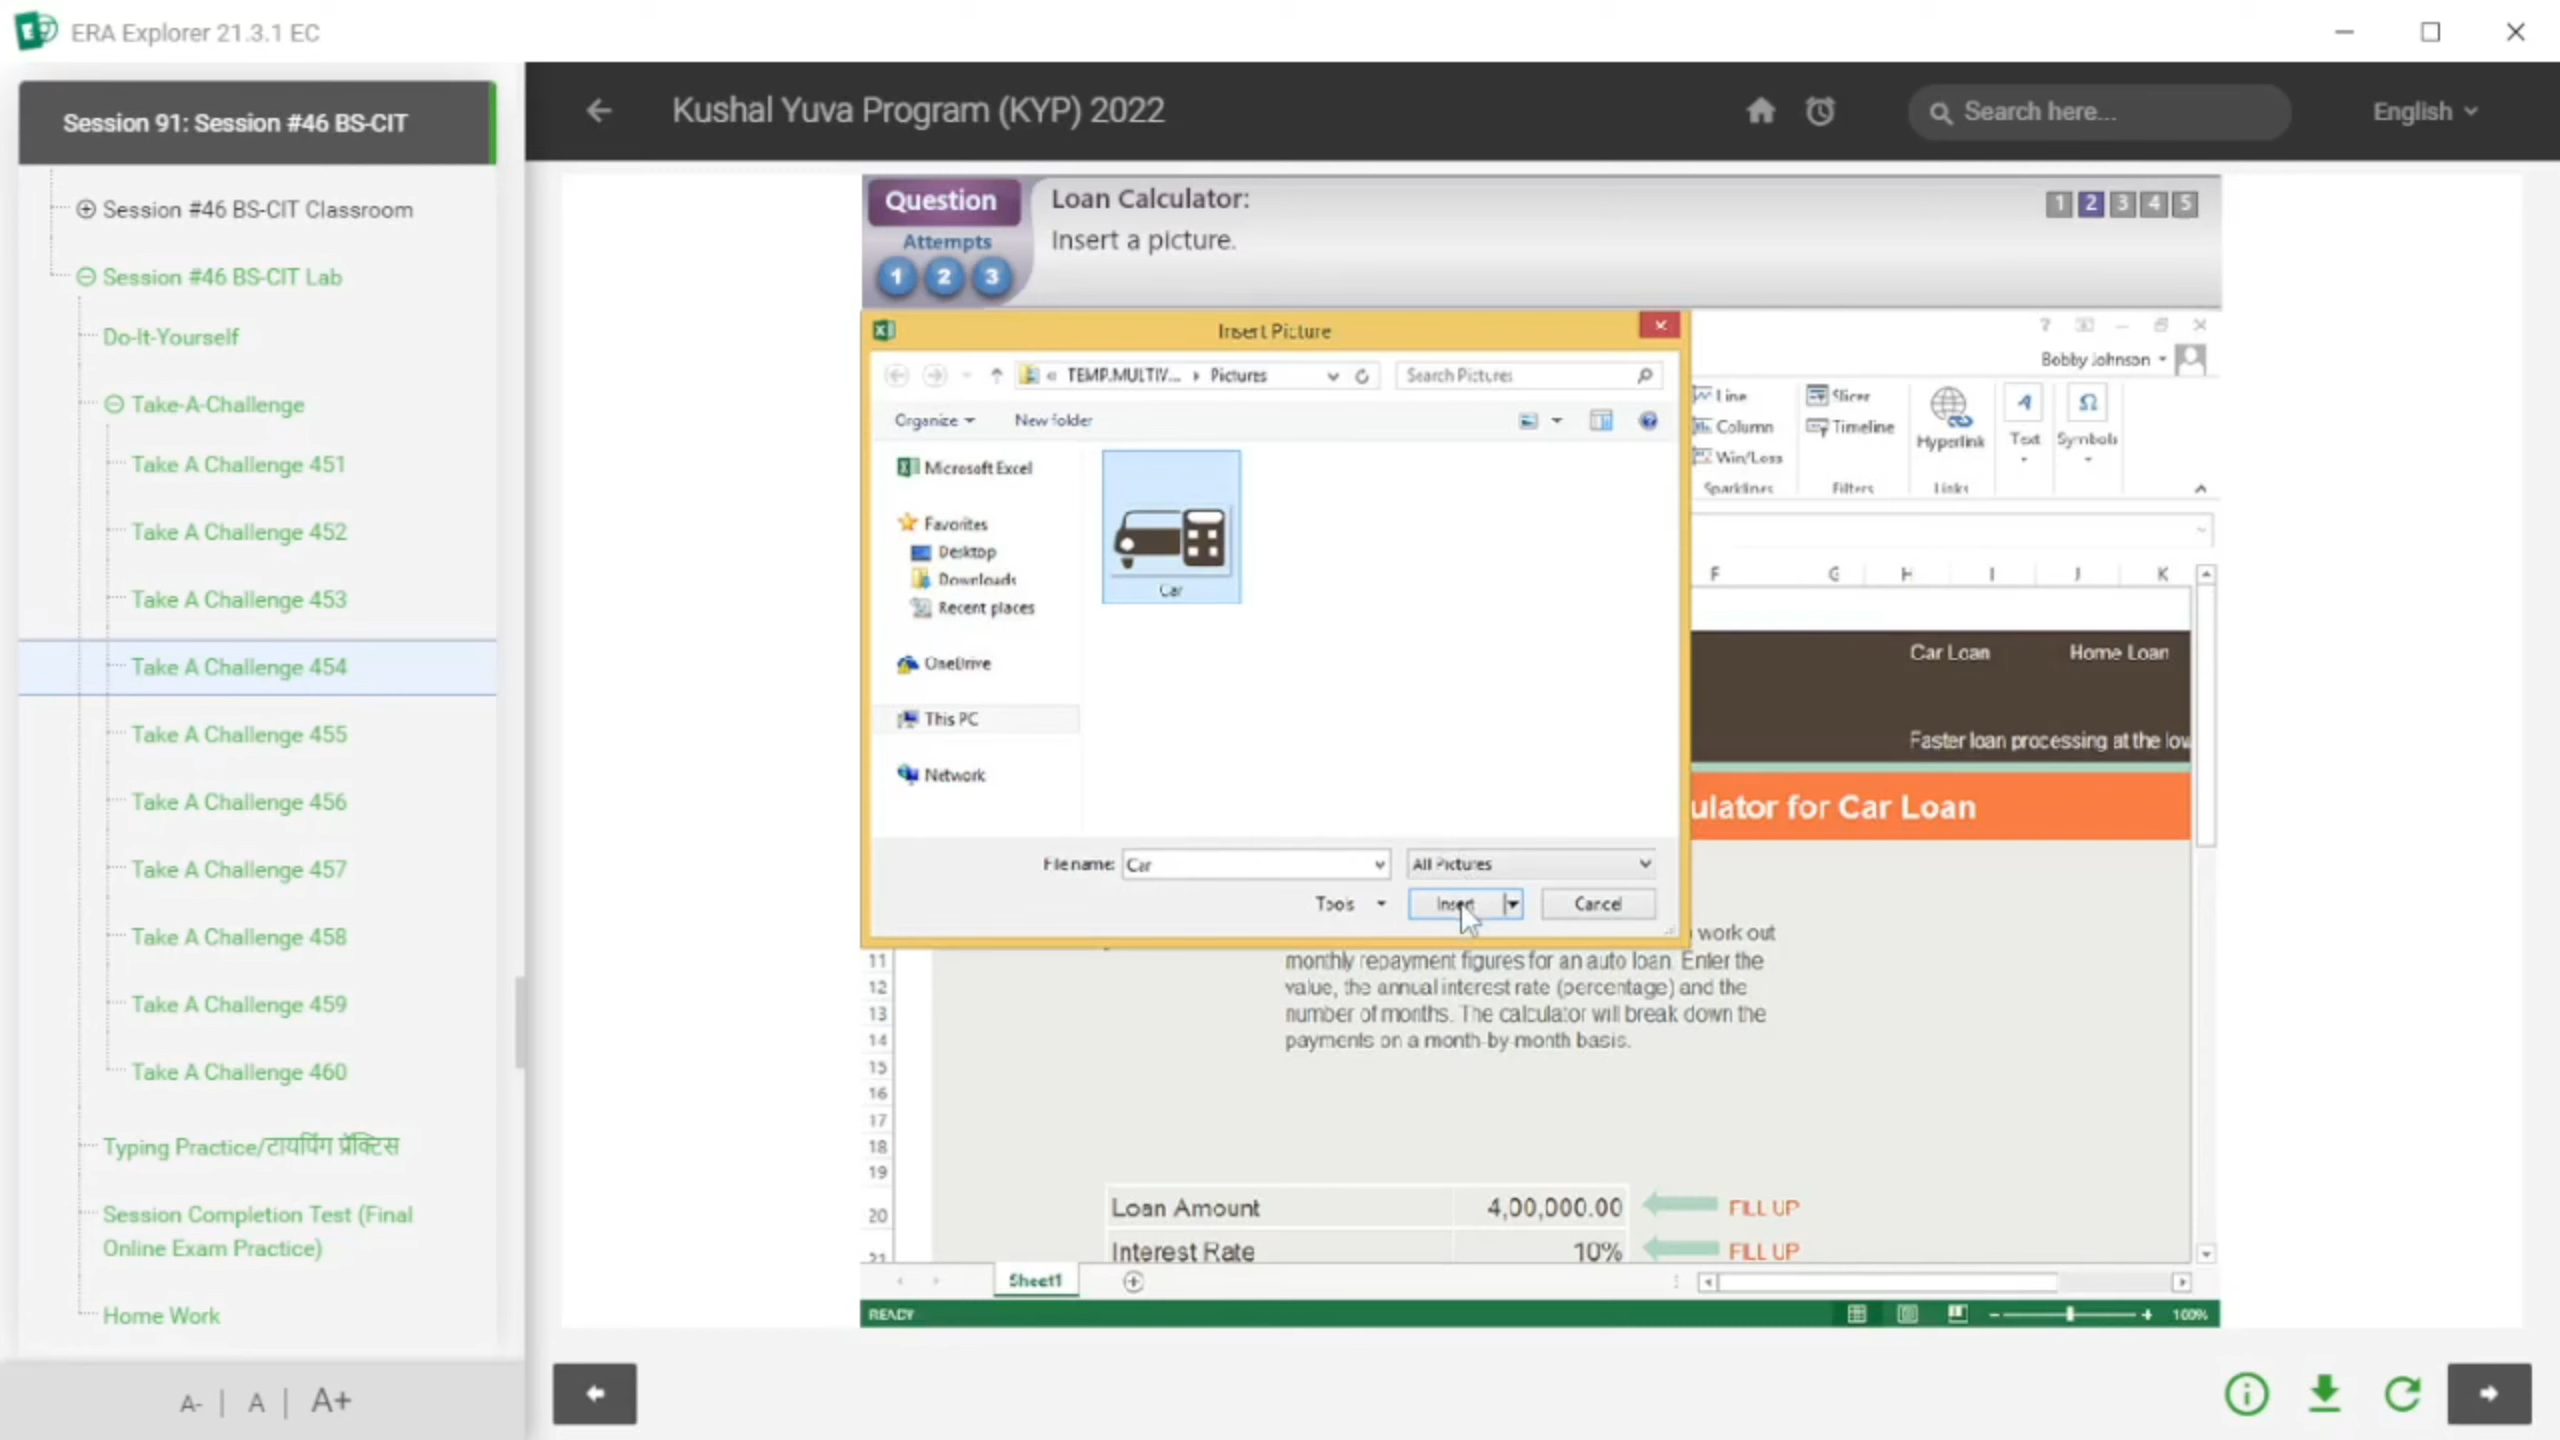 ERA Explorer 21.3.1 EC
Session 91: Session #46 BS-CIT
Session #46 BS-CIT Classroom
Session #46 BS-CIT Lab
Do-It-Yourself
Take-A-Challenge
Take A Challenge 451
Take A Challenge 452
Take A Challenge 453
Take A Challenge 454
Take A Challenge 455
Take A Challenge 456
Take A Challenge 457
Take A Challenge 458
Take A Challenge 459
Take A Challenge 460
Typing Practice/टायपिंग प्रॅक्टिस
Session Completion Test (Final
Online Exam Practice)
Home Work
A- | A | A+
Kushal Yuva Program (KYP) 2022
Search here...
English
Question
Attempts
1 2 3
Loan Calculator:
Insert a picture.
1 2 3 4 5
Insert Picture
« TEMP.MULTIV... Pictures
Search Pictures
Organize
New folder
Microsoft Excel
Favorites
Desktop
Downloads
Recent places
OneDrive
This PC
Network
Car
File name: Car
All Pictures
Tools
Insert
Cancel
Bobby Johnson
Line
Column
Win/Loss
Sparklines
Slicer
Timeline
Filters
Hyperlink
Links
Text
Symbols
F G H I J K
Car Loan Home Loan
Faster loan processing at the low
ulator for Car Loan
work out
11 monthly repayment figures for an auto loan. Enter the
12 value, the annual interest rate (percentage) and the
13 number of months. The calculator will break down the
14 payments on a month-by-month basis.
15
16
17
18
19
20 Loan Amount 4,00,000.00 FILL UP
21 Interest Rate 10% FILL UP
Sheet1
READY
100%